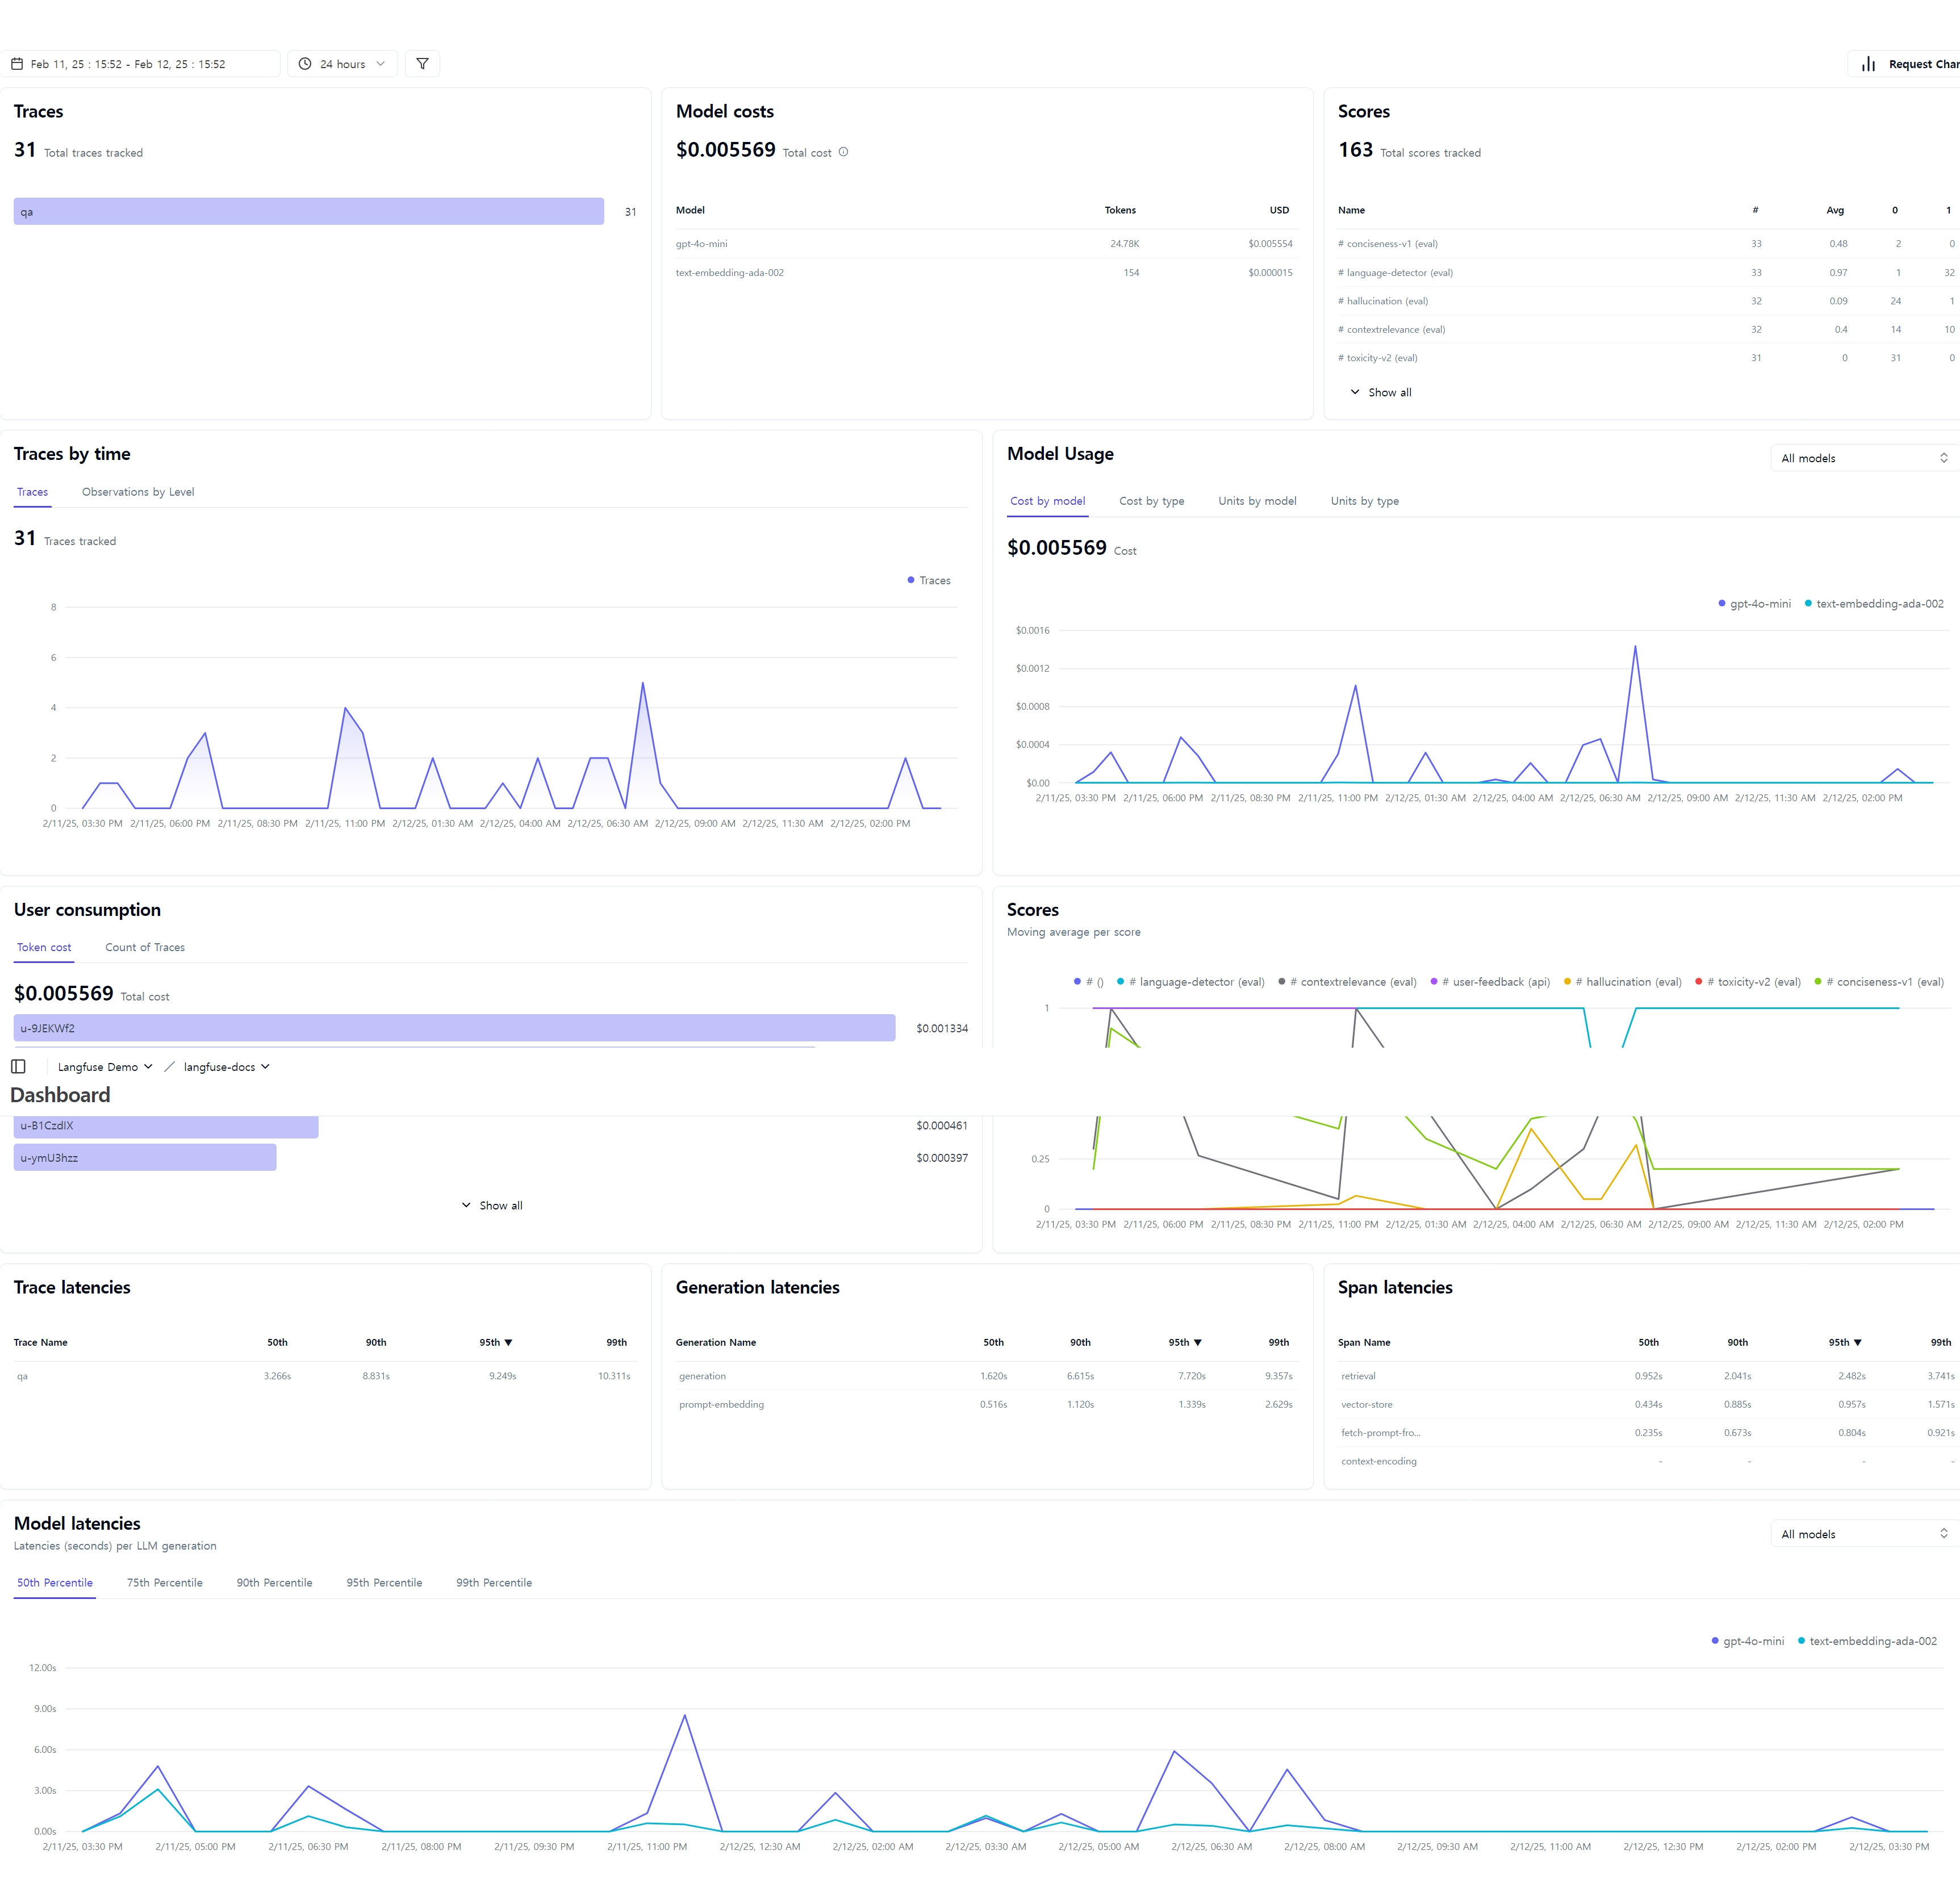 Feb 11, 25 : 15:52 - Feb 12, 25 : 15:52 24 hours Request Char
Traces
31 Total traces tracked
qa 31
Model costs
$0.005569 Total cost
Model Tokens USD
gpt-4o-mini 24.78K $0.005554
text-embedding-ada-002 154 $0.000015
Scores
163 Total scores tracked
Name # Avg 0 1
# conciseness-v1 (eval) 33 0.48 2 0
# language-detector (eval) 33 0.97 1 32
# hallucination (eval) 32 0.09 24 1
# contextrelevance (eval) 32 0.4 14 10
# toxicity-v2 (eval) 31 0 31 0
Show all
Traces by time
Traces Observations by Level
31 Traces tracked
Traces
8
6
4
2
0
2/11/25, 03:30 PM 2/11/25, 06:00 PM 2/11/25, 08:30 PM 2/11/25, 11:00 PM 2/12/25, 01:30 AM 2/12/25, 04:00 AM 2/12/25, 06:30 AM 2/12/25, 09:00 AM 2/12/25, 11:30 AM 2/12/25, 02:00 PM
Model Usage
All models
Cost by model Cost by type Units by model Units by type
$0.005569 Cost
gpt-4o-mini text-embedding-ada-002
$0.0016
$0.0012
$0.0008
$0.0004
$0.00
2/11/25, 03:30 PM 2/11/25, 06:00 PM 2/11/25, 08:30 PM 2/11/25, 11:00 PM 2/12/25, 01:30 AM 2/12/25, 04:00 AM 2/12/25, 06:30 AM 2/12/25, 09:00 AM 2/12/25, 11:30 AM 2/12/25, 02:00 PM
User consumption
Token cost Count of Traces
$0.005569 Total cost
u-9JEKWf2 $0.001334
Scores
Moving average per score
# () # language-detector (eval) # contextrelevance (eval) # user-feedback (api) # hallucination (eval) # toxicity-v2 (eval) # conciseness-v1 (eval)
1
Langfuse Demo / langfuse-docs
Dashboard
u-B1CzdIX $0.000461
u-ymU3hzz $0.000397
Show all
0.25
0
2/11/25, 03:30 PM 2/11/25, 06:00 PM 2/11/25, 08:30 PM 2/11/25, 11:00 PM 2/12/25, 01:30 AM 2/12/25, 04:00 AM 2/12/25, 06:30 AM 2/12/25, 09:00 AM 2/12/25, 11:30 AM 2/12/25, 02:00 PM
Trace latencies
Trace Name 50th 90th 95th ▼ 99th
qa 3.266s 8.831s 9.249s 10.311s
Generation latencies
Generation Name 50th 90th 95th ▼ 99th
generation 1.620s 6.615s 7.720s 9.357s
prompt-embedding 0.516s 1.120s 1.339s 2.629s
Span latencies
Span Name 50th 90th 95th ▼ 99th
retrieval 0.952s 2.041s 2.482s 3.741s
vector-store 0.434s 0.885s 0.957s 1.571s
fetch-prompt-fro... 0.235s 0.673s 0.804s 0.921s
context-encoding - - - -
Model latencies
Latencies (seconds) per LLM generation
All models
50th Percentile 75th Percentile 90th Percentile 95th Percentile 99th Percentile
gpt-4o-mini text-embedding-ada-002
12.00s
9.00s
6.00s
3.00s
0.00s
2/11/25, 03:30 PM 2/11/25, 05:00 PM 2/11/25, 06:30 PM 2/11/25, 08:00 PM 2/11/25, 09:30 PM 2/11/25, 11:00 PM 2/12/25, 12:30 AM 2/12/25, 02:00 AM 2/12/25, 03:30 AM 2/12/25, 05:00 AM 2/12/25, 06:30 AM 2/12/25, 08:00 AM 2/12/25, 09:30 AM 2/12/25, 11:00 AM 2/12/25, 12:30 PM 2/12/25, 02:00 PM 2/12/25, 03:30 PM